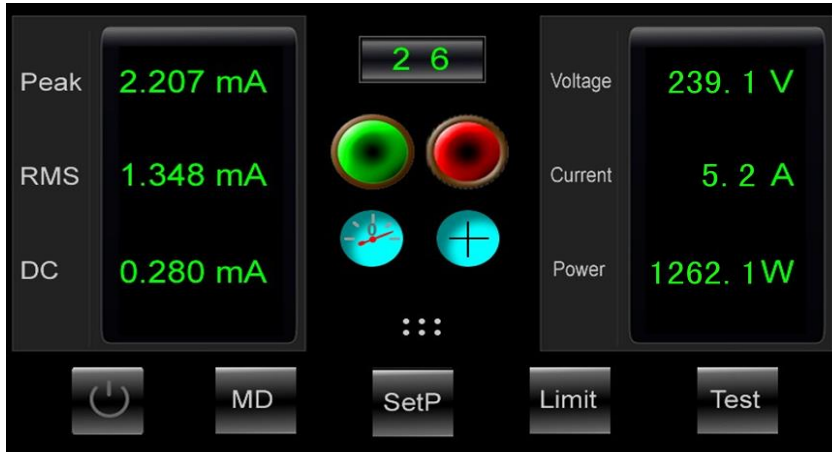 Peak 2.207 mA
RMS 1.348 mA
DC 0.280 mA
2 6
0
Voltage 239.1 V
Current 5.2 A
Power 1262.1W
MD
SetP
Limit
Test